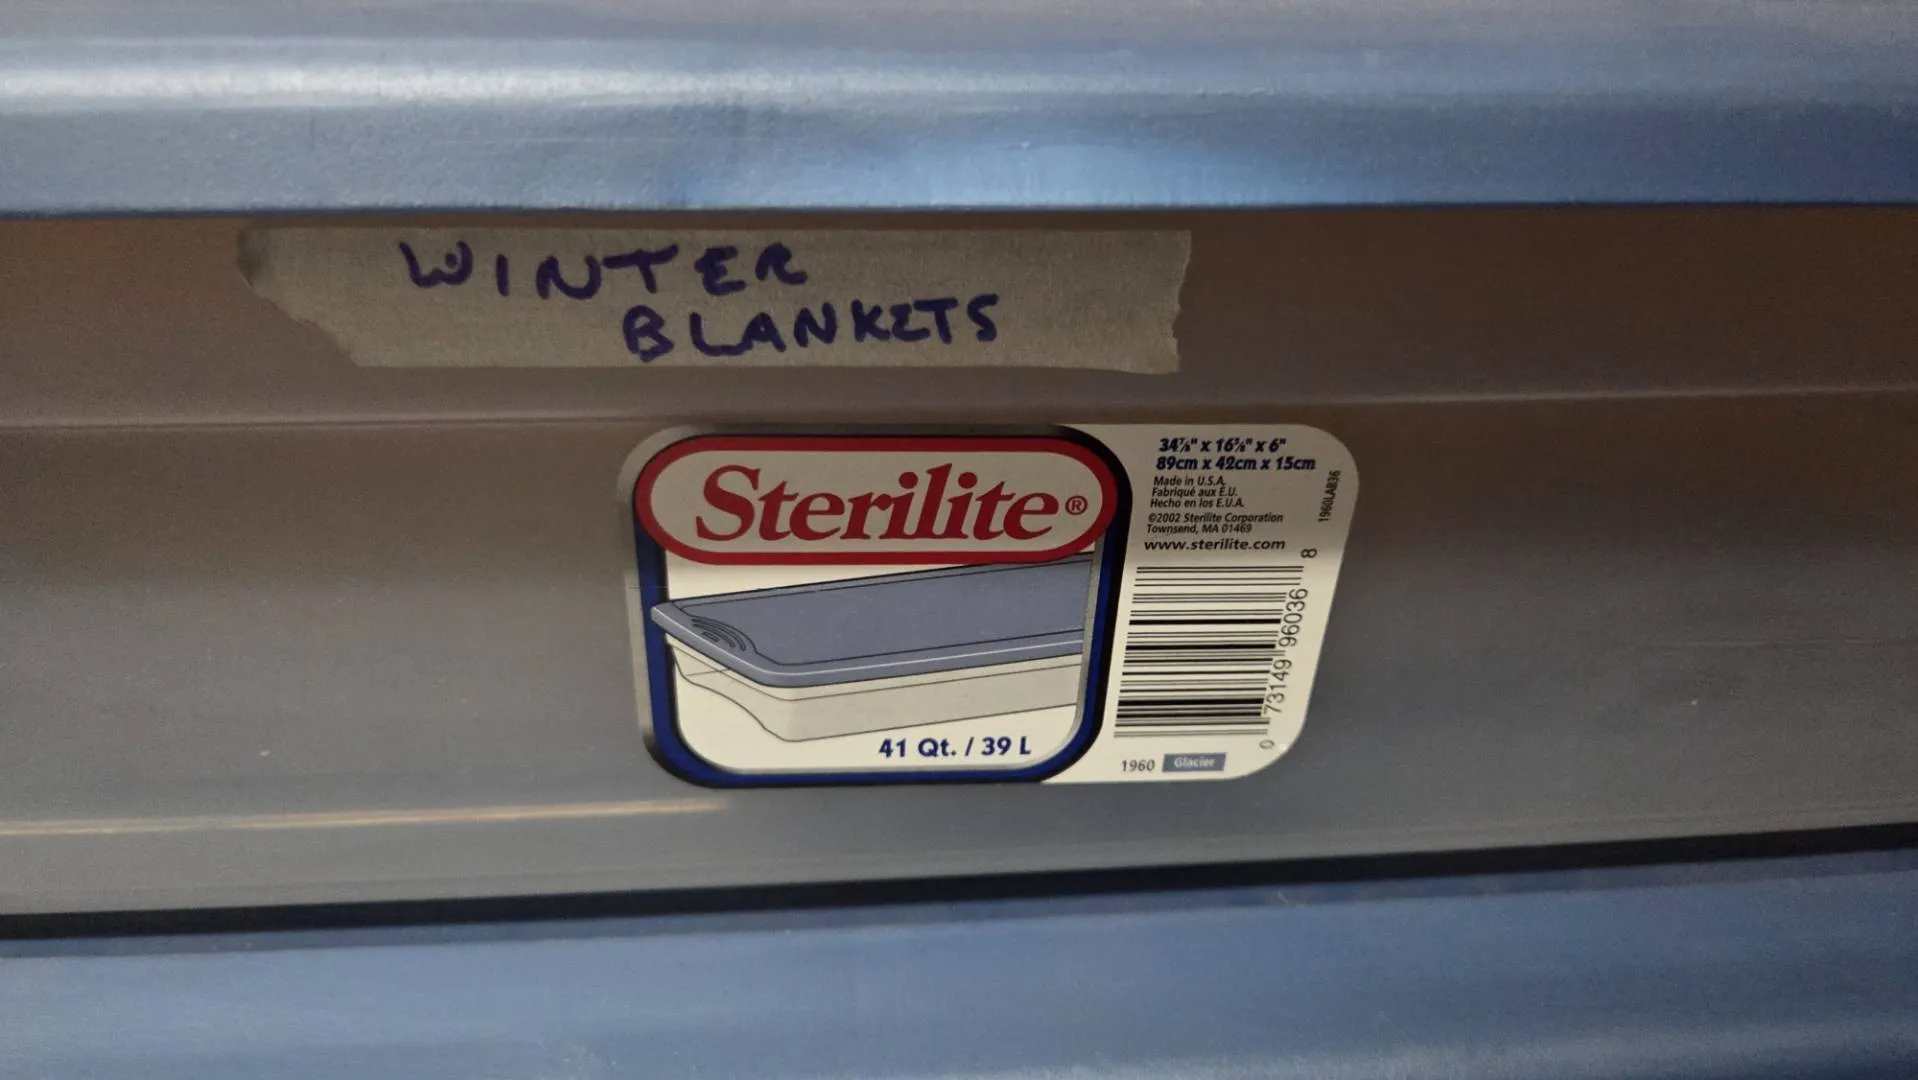 WINTER
BLANKETS
Sterilite®
41 Qt. / 39 L
34⅞" x 16⅝" x 6"
89cm x 42cm x 15cm
Made in U.S.A.
Fabriqué aux É.U.
Hecho en los E.U.A.
©2002 Sterilite Corporation
Townsend, MA 01469
www.sterilite.com
1960LAB36
0 73149 96036 8
1960 Glacier